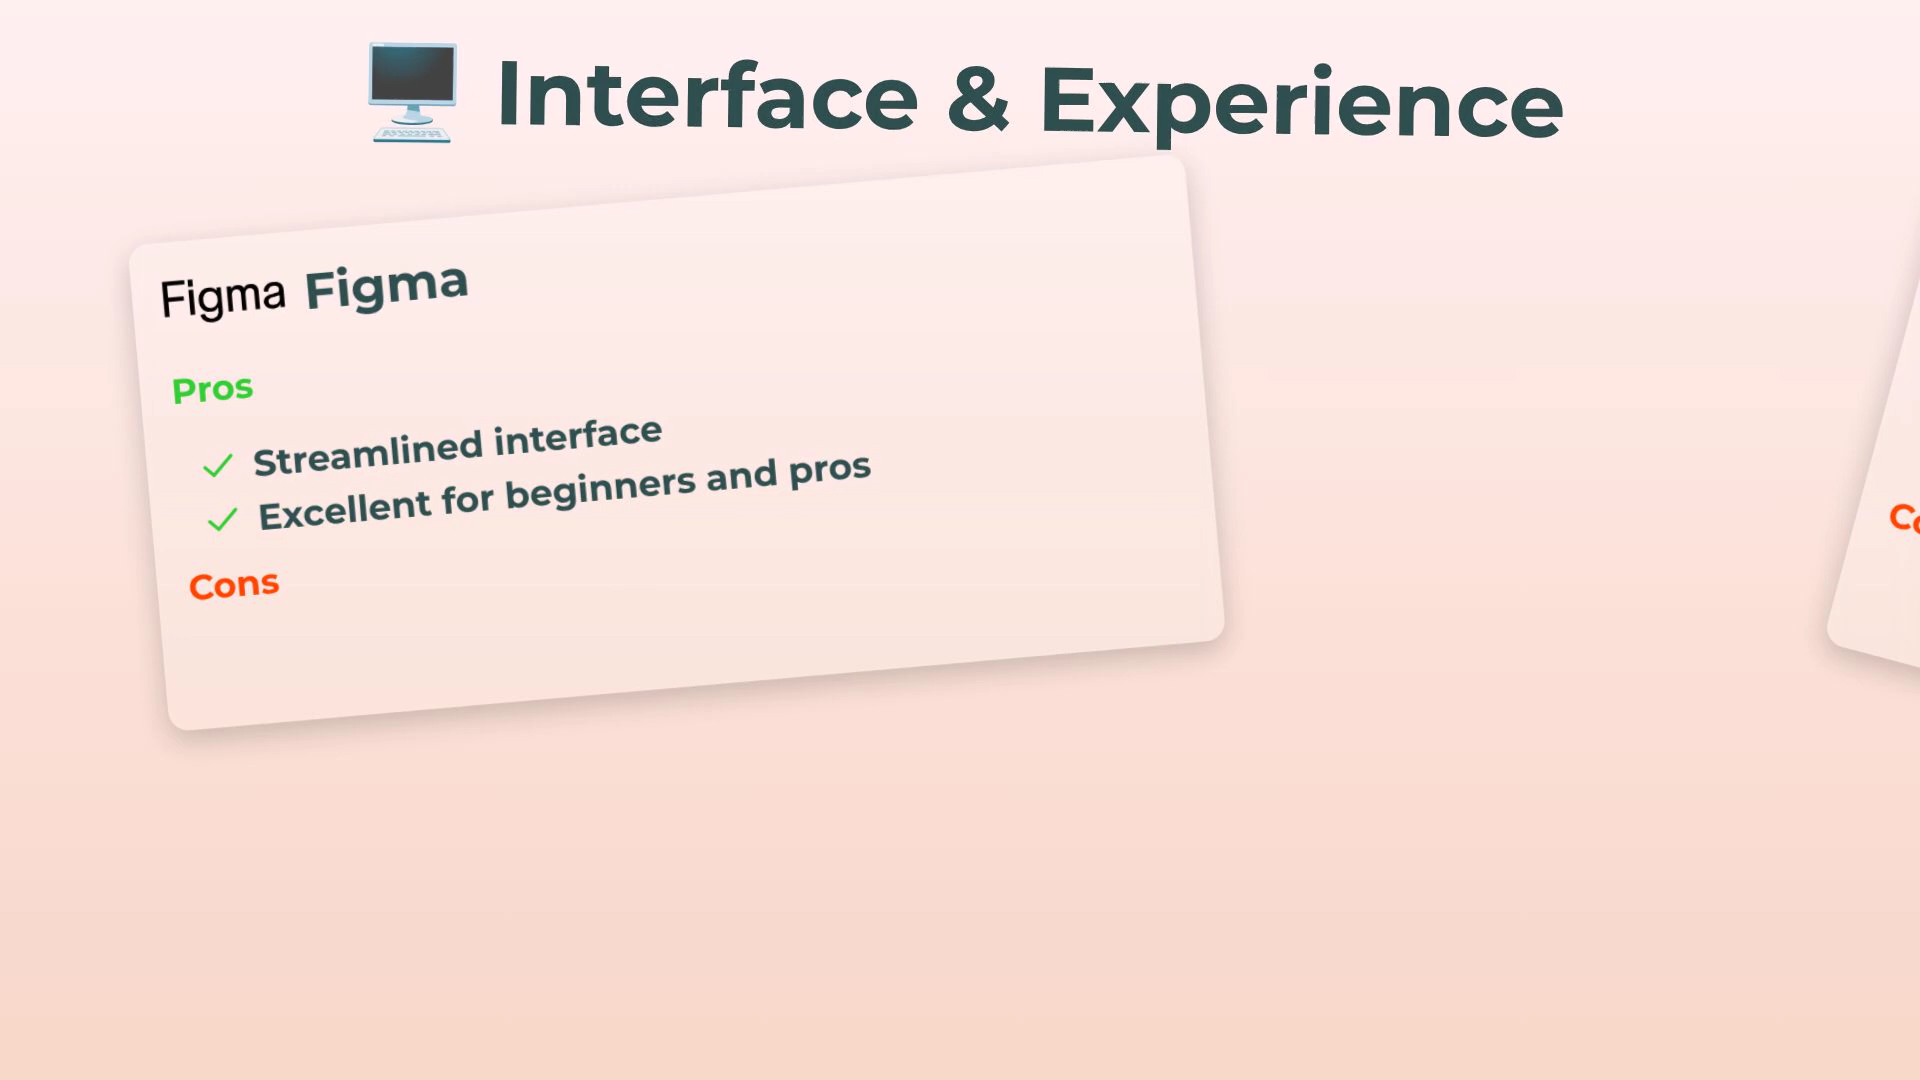 Interface & Experience
Figma Figma
Pros
Streamlined interface
Excellent for beginners and pros
Cons